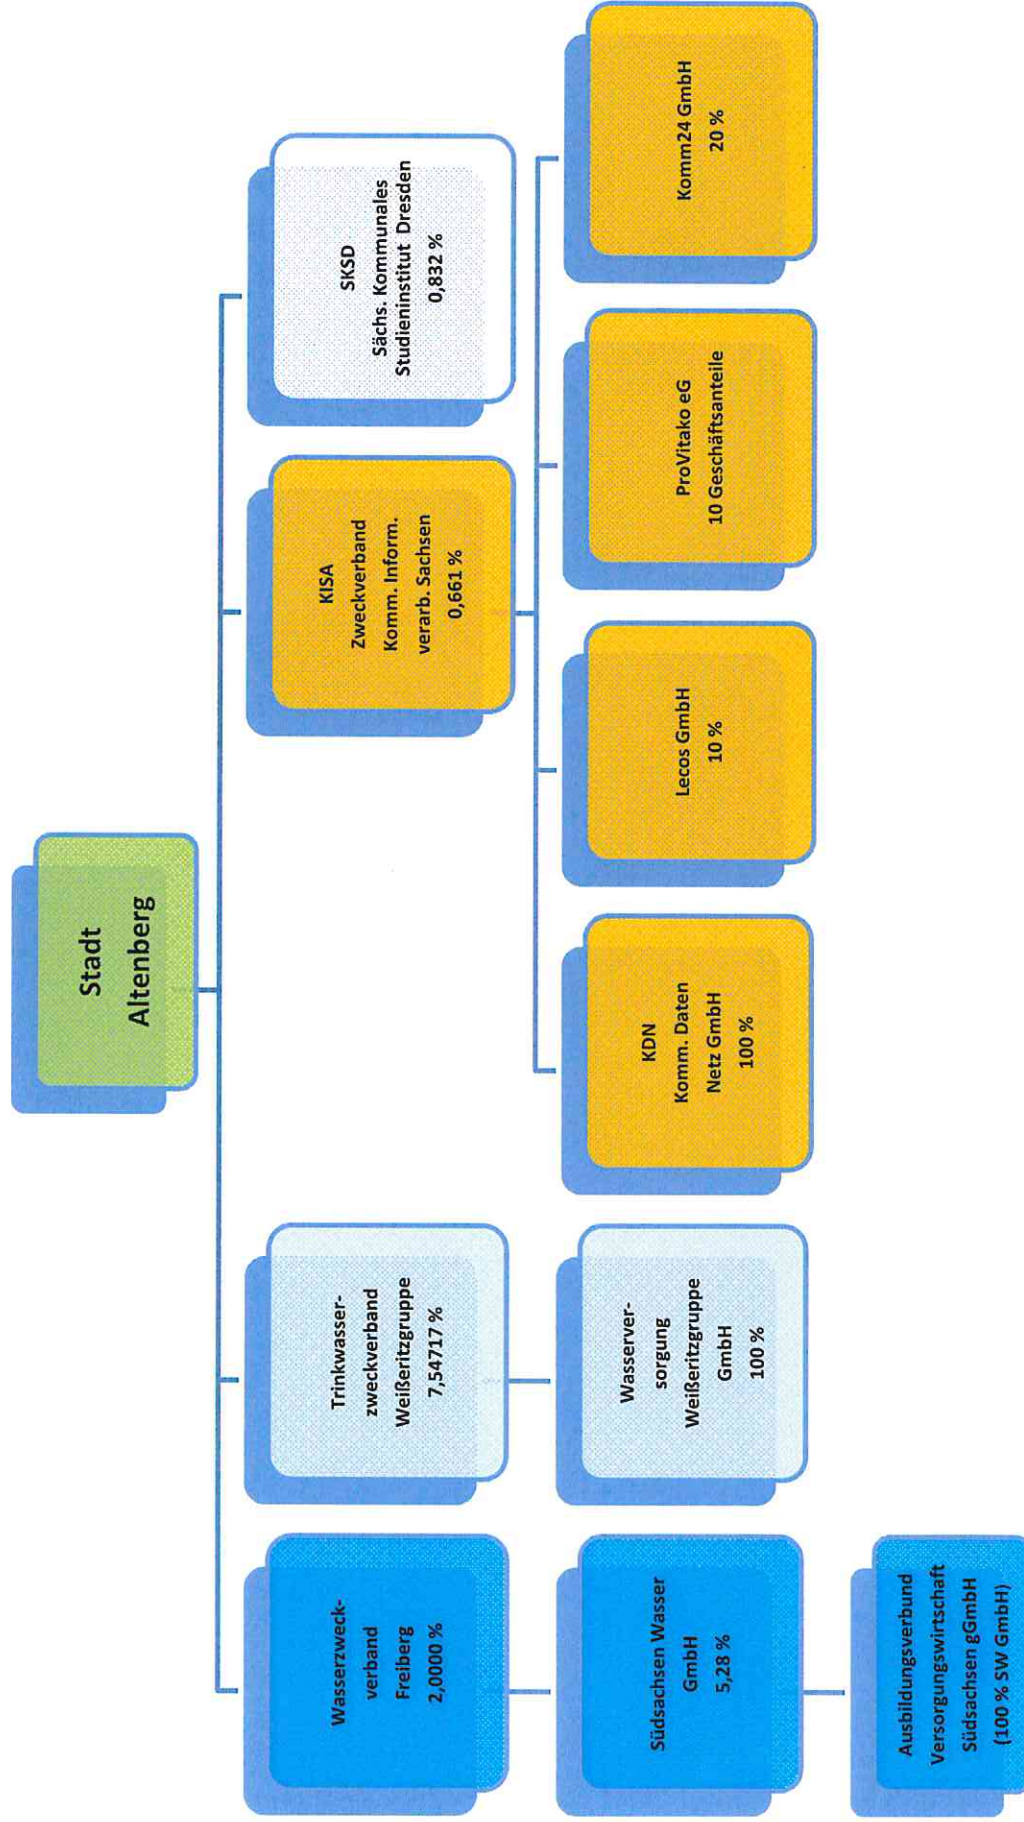 Stadt
Altenberg
Wasserzweck-
verband
Freiberg
2,0000 %
Trinkwasser-
zweckverband
Weißeritzgruppe
7,54717 %
KISA
Zweckverband
Komm. Inform.
verarb. Sachsen
0,661 %
SKSD
Sächs. Kommunales
Studieninstitut Dresden
0,832 %
Südsachsen Wasser
GmbH
5,28 %
Wasserver-
sorgung
Weißeritzgruppe
GmbH
100 %
KDN
Komm. Daten
Netz GmbH
100 %
Lecos GmbH
10 %
ProVitako eG
10 Geschäftsanteile
Komm24 GmbH
20 %
Ausbildungsverbund
Versorgungswirtschaft
Südsachsen gGmbH
(100 % SW GmbH)